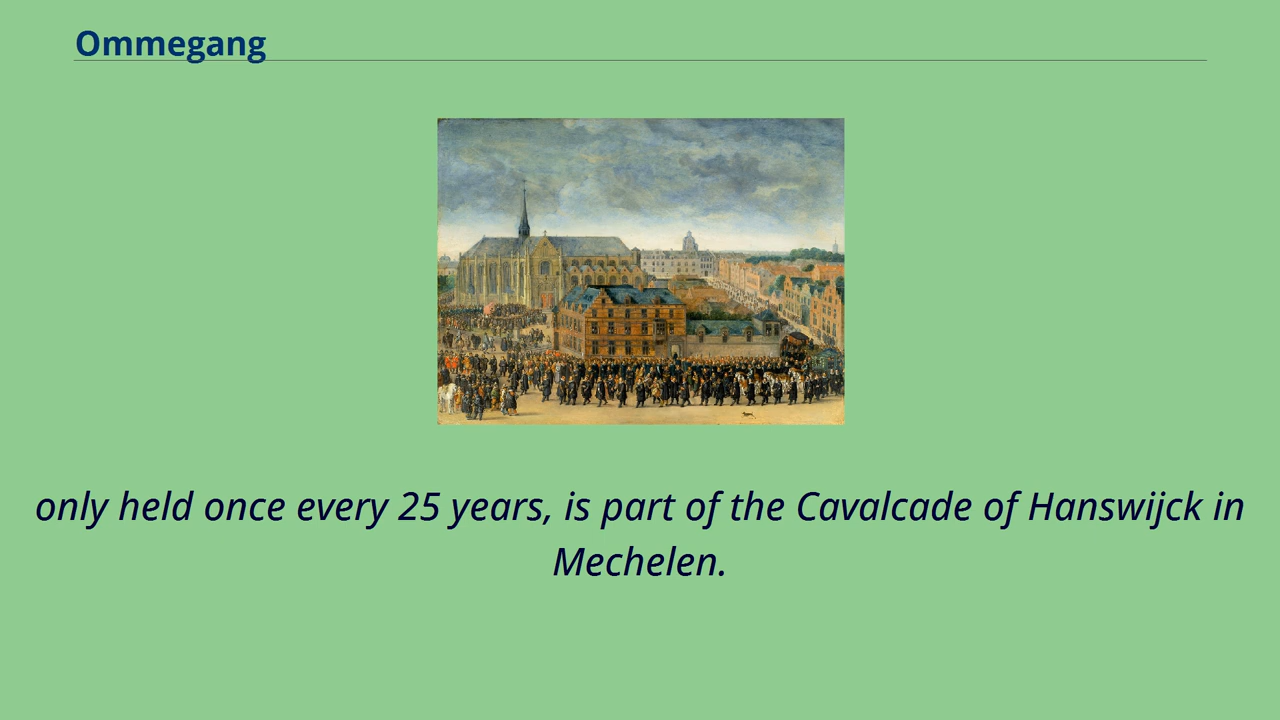 Ommegang
only held once every 25 years, is part of the Cavalcade of Hanswijck in
Mechelen.